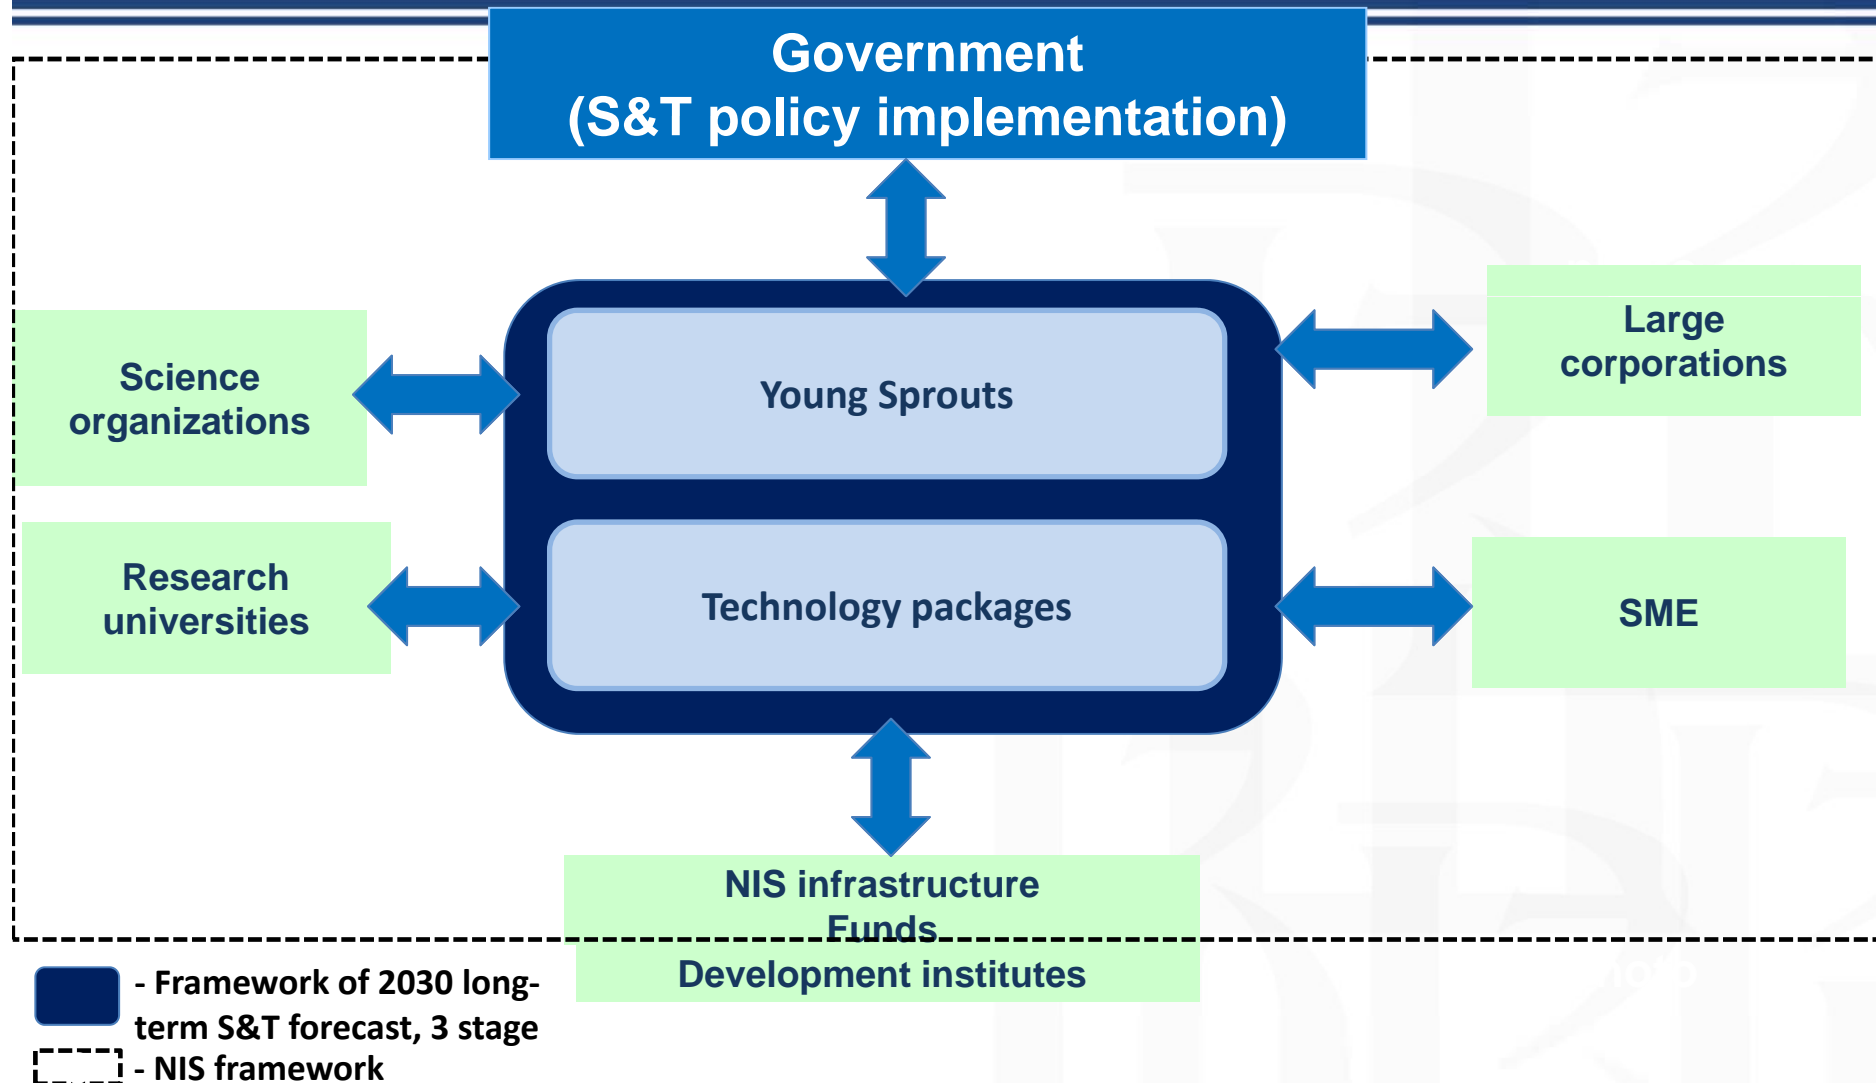 Government
(S&T policy implementation)
Science
organizations
Young Sprouts
Large
corporations
Research
universities
Technology packages
SME
NIS infrastructure
Funds
Development institutes
- Framework of 2030 long-
term S&T forecast, 3 stage
- NIS framework